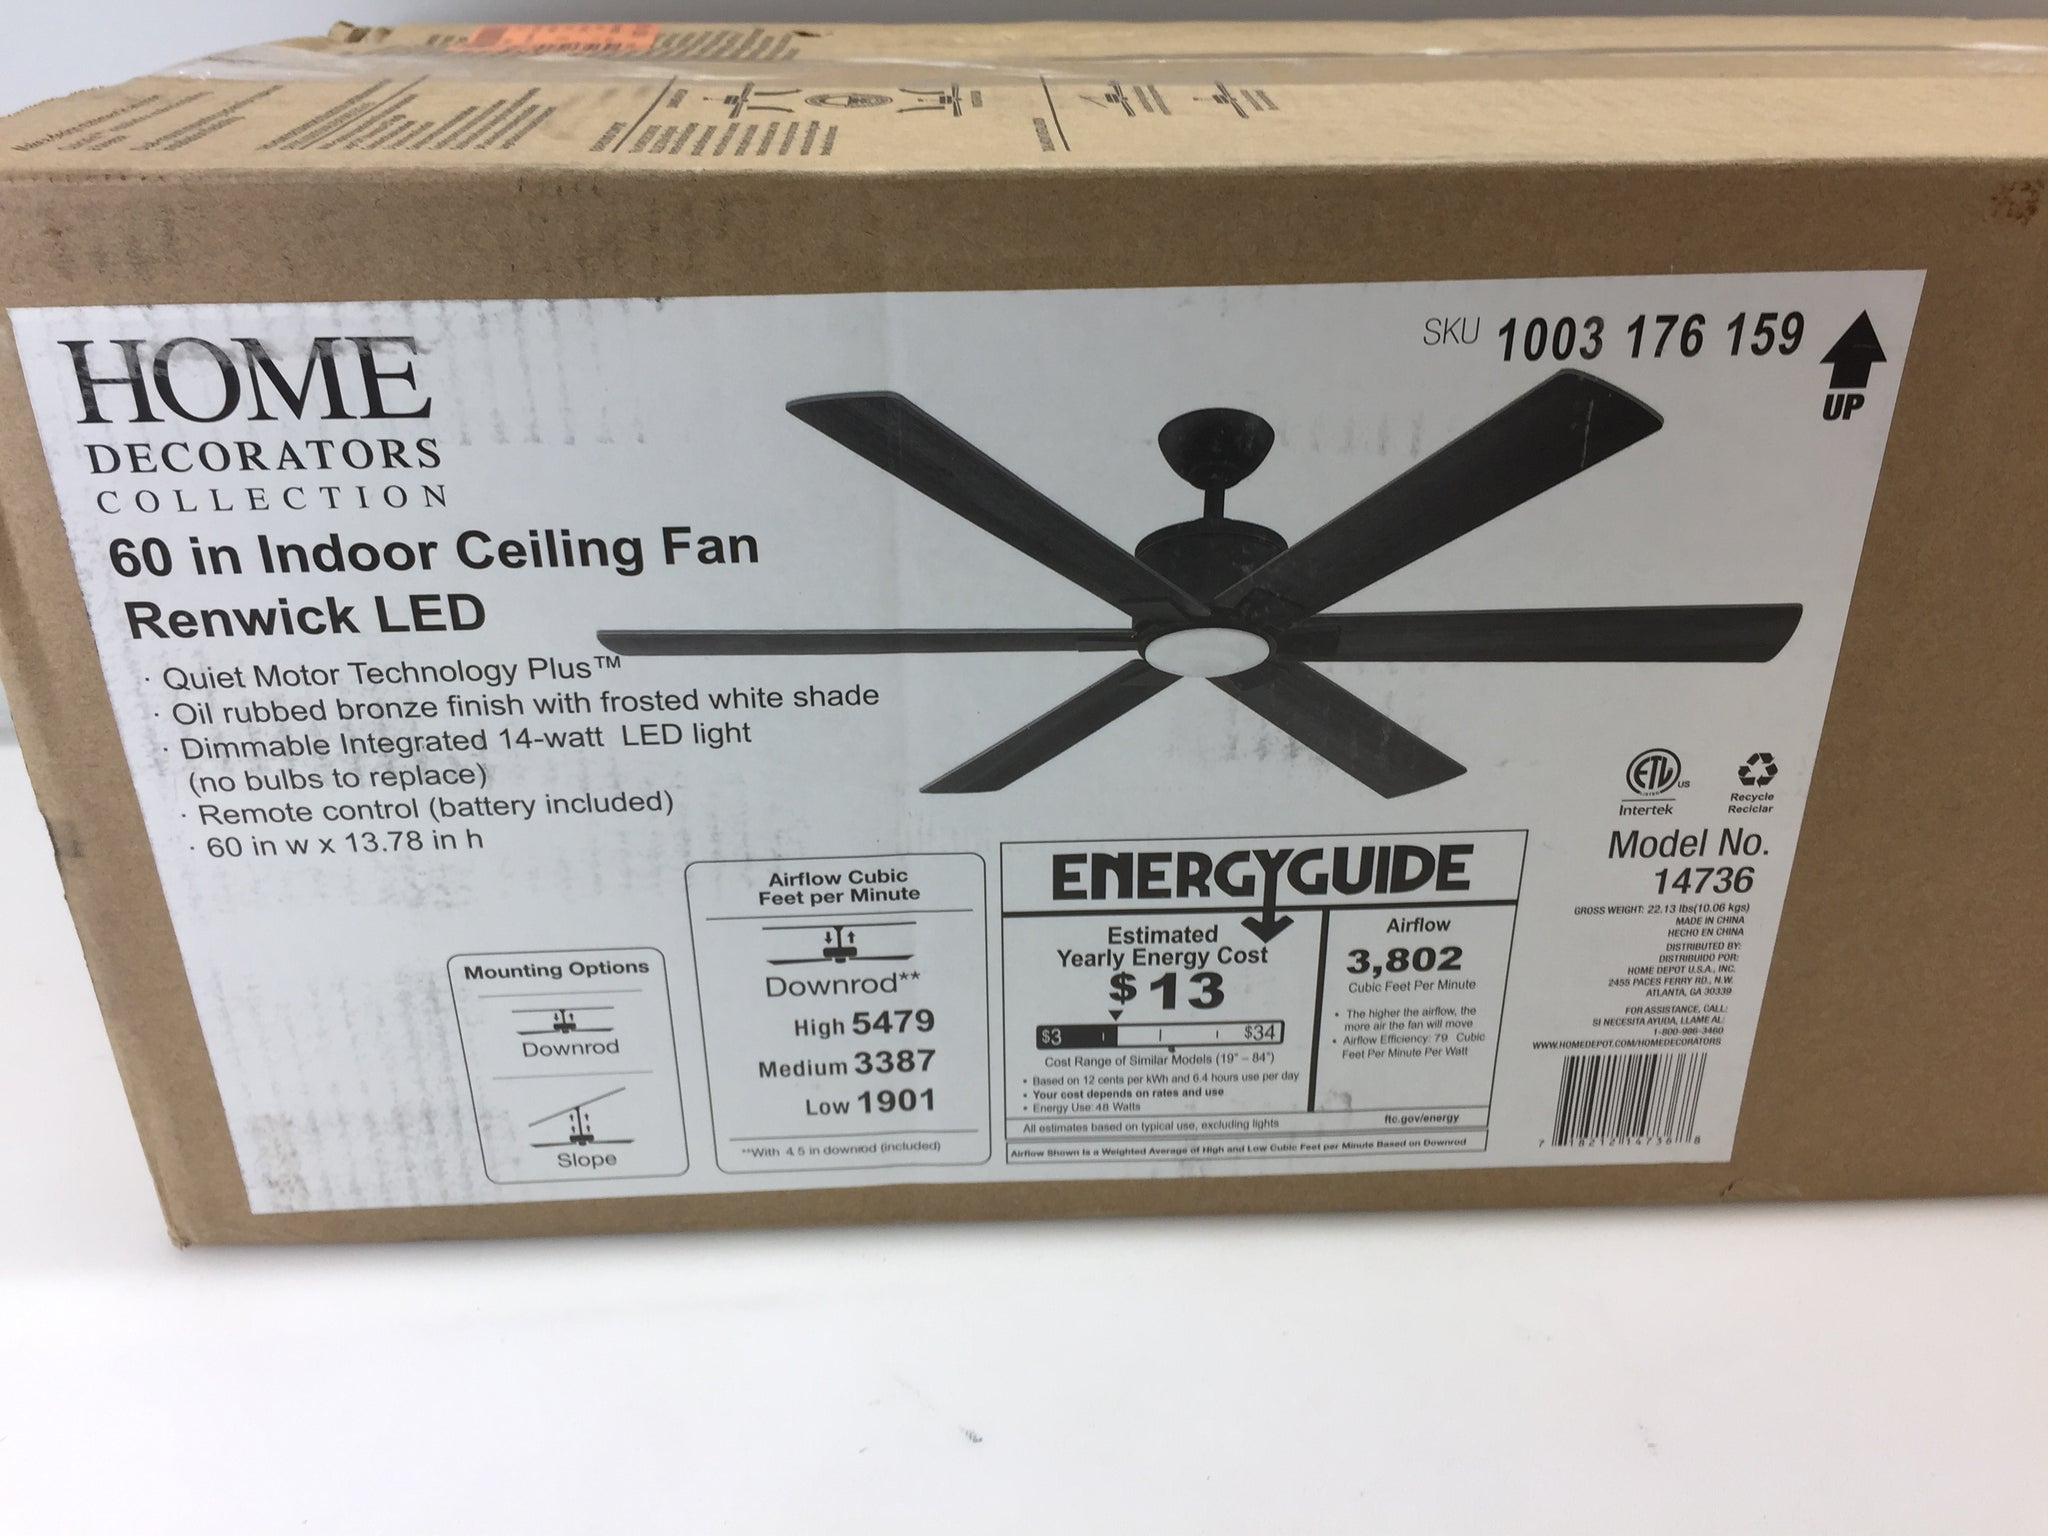 HOME
DECORATORS
COLLECTION
60 in Indoor Ceiling Fan
Renwick LED
· Quiet Motor Technology Plus™
· Oil rubbed bronze finish with frosted white shade
· Dimmable Integrated 14-watt LED light
(no bulbs to replace)
· Remote control (battery included)
· 60 in w x 13.78 in h
SKU 1003 176 159
UP
Mounting Options
Downrod
Slope
Airflow Cubic
Feet per Minute
Downrod**
High 5479
Medium 3387
Low 1901
**With 4.5 in downrod (included)
ENERGYGUIDE
Estimated
Yearly Energy Cost
$13
$3 $34
Cost Range of Similar Models (19" – 84")
• Based on 12 cents per kWh and 6.4 hours use per day
• Your cost depends on rates and use
• Energy Use: 48 Watts
All estimates based on typical use, excluding lights
Airflow
3,802
Cubic Feet Per Minute
• The higher the airflow, the
more air the fan will move
• Airflow Efficiency: 79 Cubic
Feet Per Minute Per Watt
ftc.gov/energy
Airflow Shown Is a Weighted Average of High and Low Cubic Feet per Minute Based on Downrod
ETL US
LISTED
Intertek
Recycle
Reciclar
Model No.
14736
GROSS WEIGHT: 22.13 lbs(10.06 kgs)
MADE IN CHINA
HECHO EN CHINA
DISTRIBUTED BY:
DISTRIBUIDO POR:
HOME DEPOT U.S.A., INC.
2455 PACES FERRY RD., N.W.
ATLANTA, GA 30339
FOR ASSISTANCE, CALL:
SI NECESITA AYUDA, LLAME AL:
1-800-986-3460
WWW.HOMEDEPOT.COM/HOMEDECORATORS
7 18212 14736 8